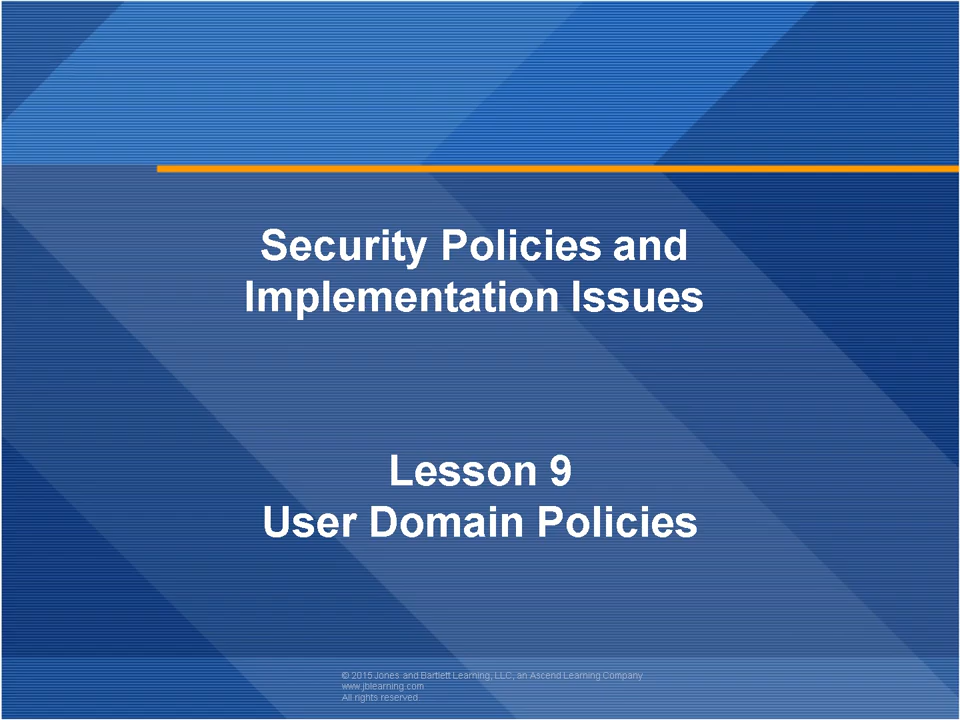 Security Policies and
Implementation Issues
Lesson 9
User Domain Policies
© 2015 Jones and Bartlett Learning, LLC, an Ascend Learning Company
www.jblearning.com
All rights reserved.